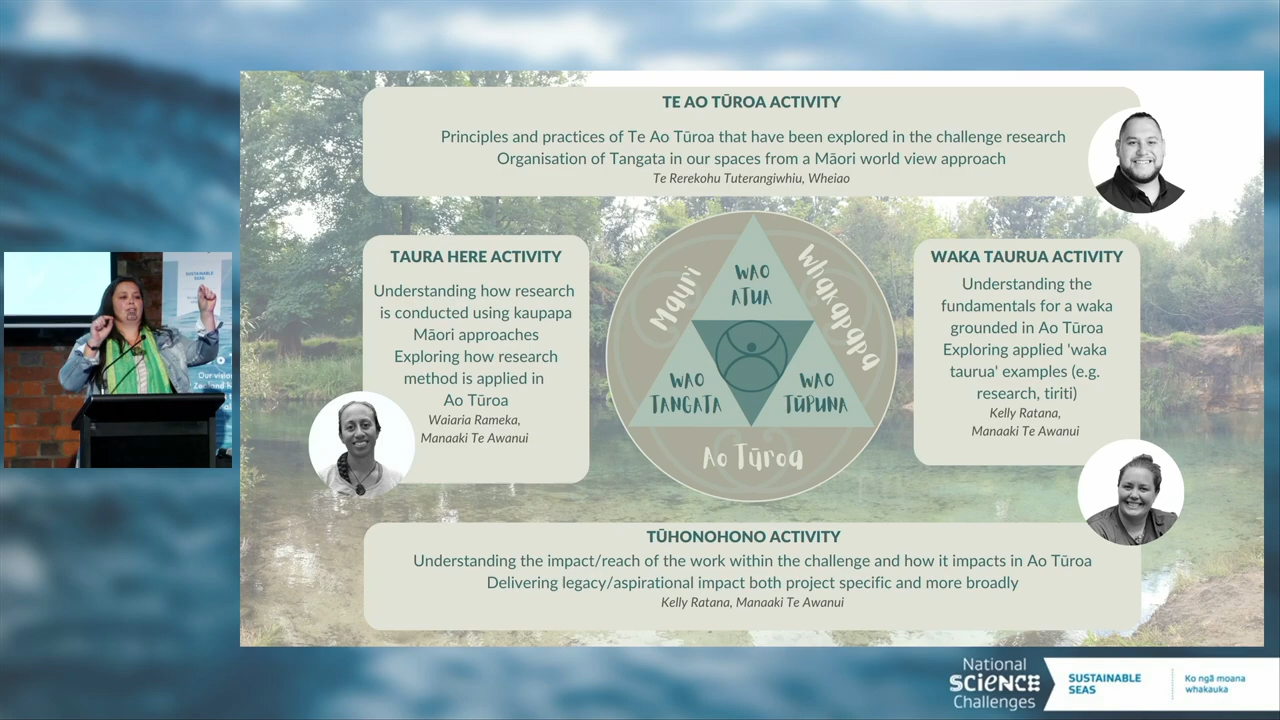 TE AO TŪROA ACTIVITY
Principles and practices of Te Ao Tūroa that have been explored in the challenge research
Organisation of Tangata in our spaces from a Māori world view approach
Te Rerekohu Tuterangiwhiu, Wheiao
TAURA HERE ACTIVITY
Understanding how research
is conducted using kaupapa
Māori approaches
Exploring how research
method is applied in
Ao Tūroa
Waiaria Rameka,
Manaaki Te Awanui
Mauri
Whanapapa
WAO
ATUA
WAO
TANGATA
WAO
TŪPUNA
Ao Tūroa
WAKA TAURUA ACTIVITY
Understanding the
fundamentals for a waka
grounded in Ao Tūroa
Exploring applied 'waka
taurua' examples (e.g.
research, tiriti)
Kelly Ratana,
Manaaki Te Awanui
TŪHONOHONO ACTIVITY
Understanding the impact/reach of the work within the challenge and how it impacts in Ao Tūroa
Delivering legacy/aspirational impact both project specific and more broadly
Kelly Ratana, Manaaki Te Awanui
SUSTAINABLE
SEAS
Our vision
National
SCIENCE
Challenges
SUSTAINABLE
SEAS
Ko ngā moana
whakauka